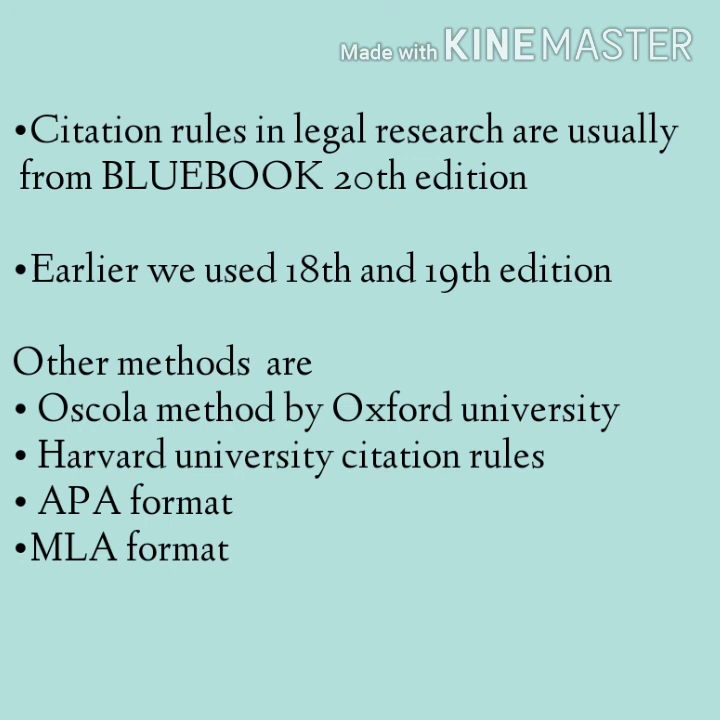 Made with KINEMASTER
•Citation rules in legal research are usually
from BLUEBOOK 20th edition
•Earlier we used 18th and 19th edition
Other methods are
• Oscola method by Oxford university
• Harvard university citation rules
• APA format
•MLA format